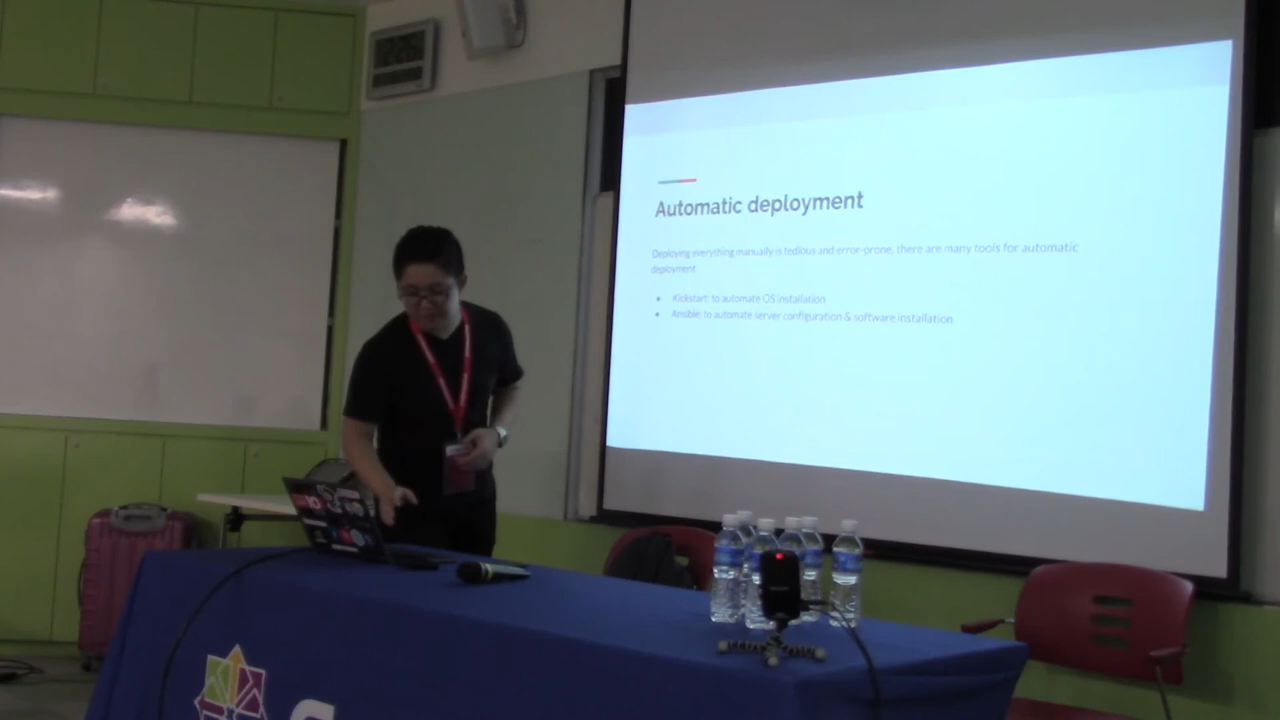 Automatic deployment
Deploying everything manually is tedious and error-prone, there are many tools for automatic
deployment
Kickstart: to automate OS installation
Ansible: to automate server configuration & software installation